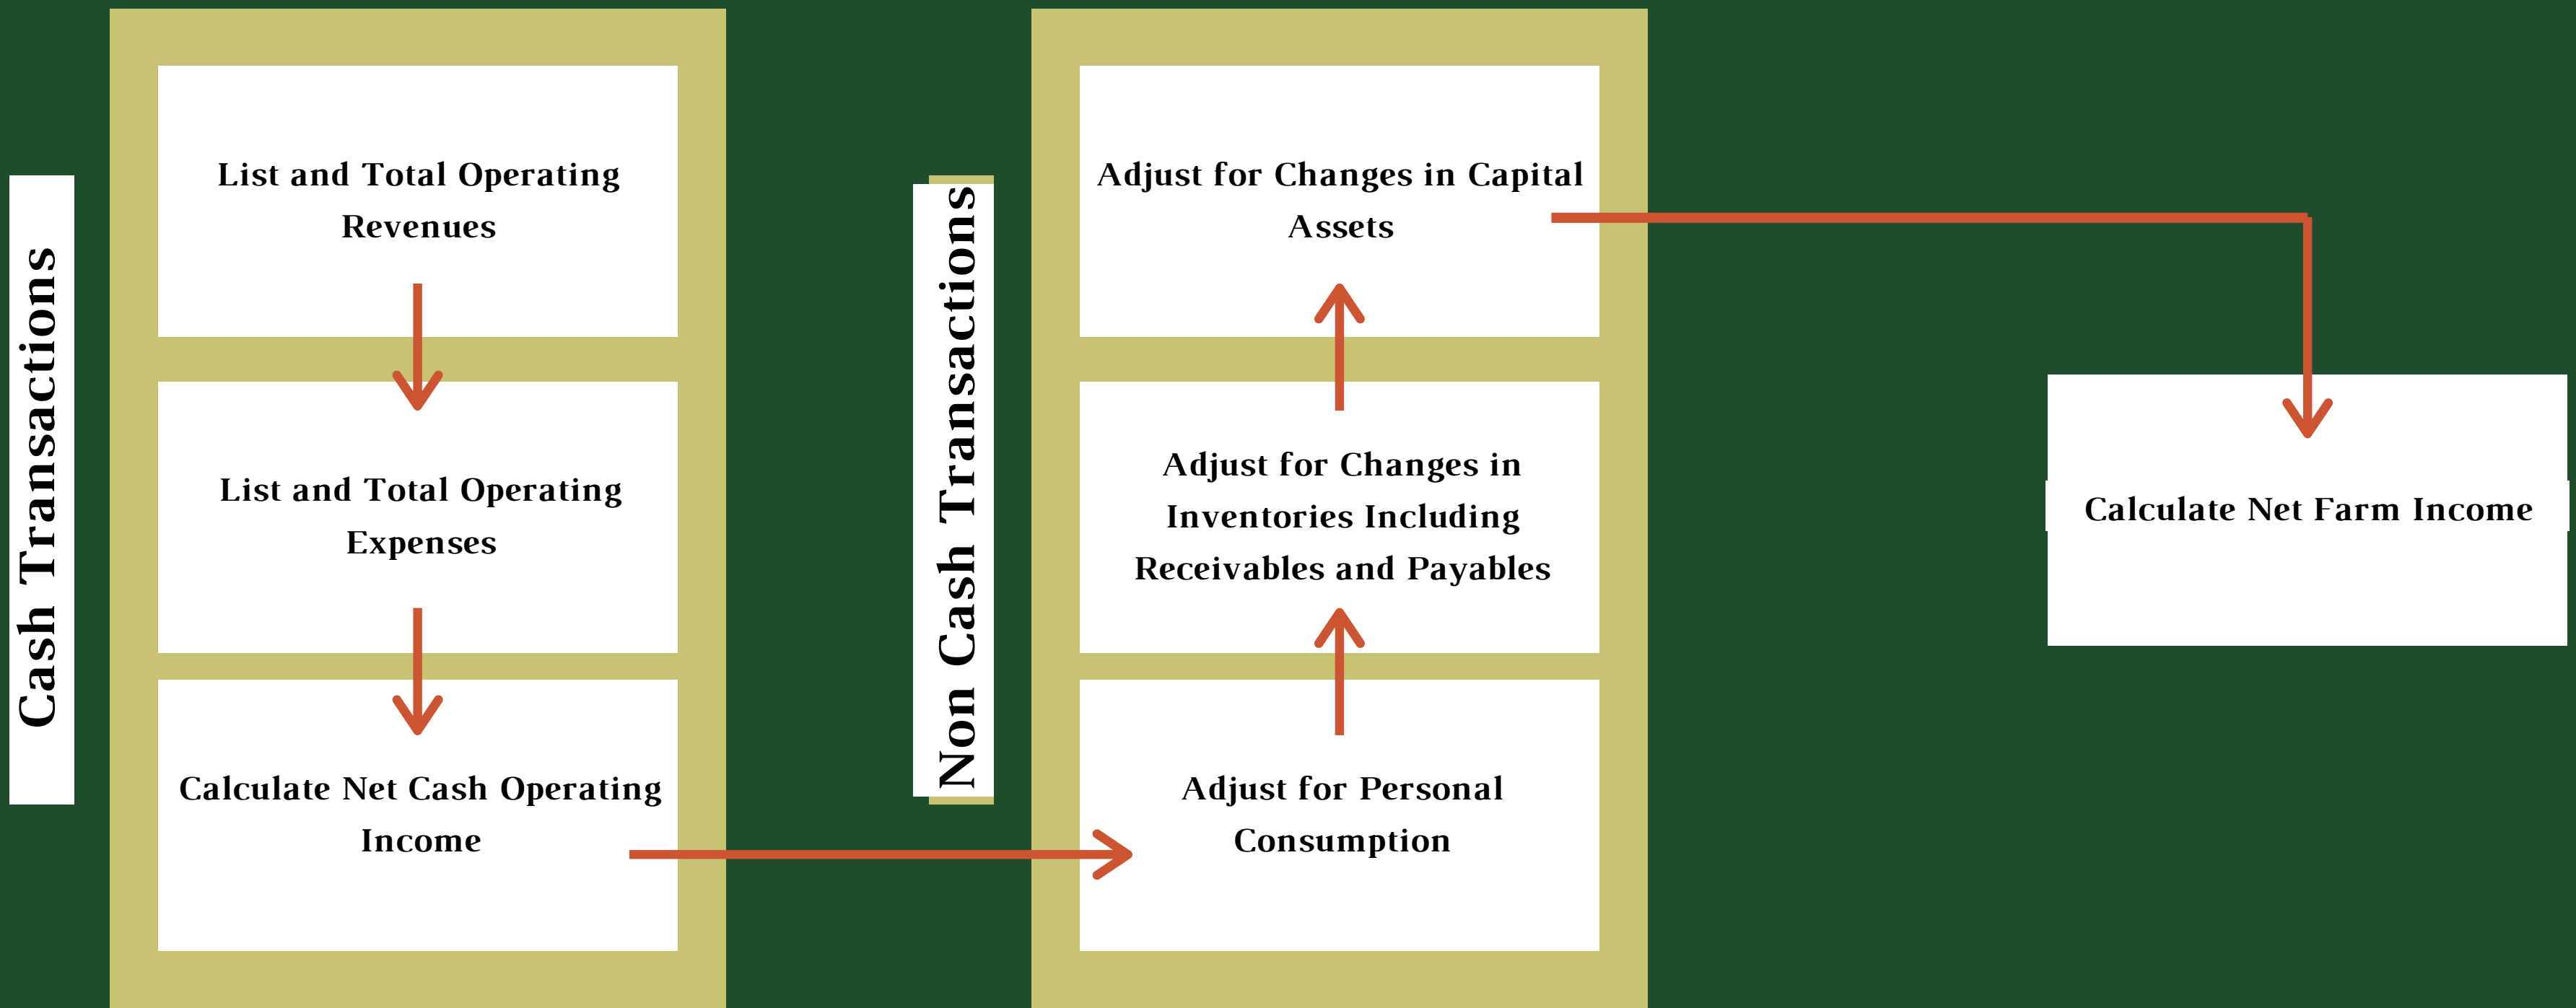 Cash Transactions
List and Total Operating
Revenues
List and Total Operating
Expenses
Calculate Net Cash Operating
Income
Non Cash Transactions
Adjust for Changes in Capital
Assets
Adjust for Changes in
Inventories Including
Receivables and Payables
Adjust for Personal
Consumption
Calculate Net Farm Income